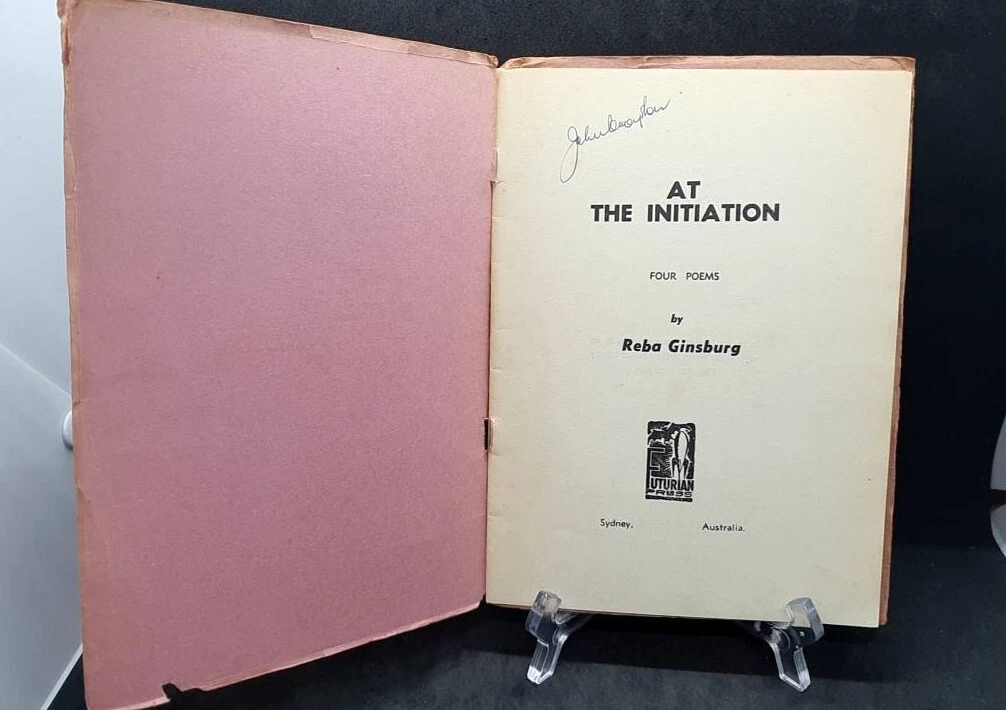 AT
THE INITIATION
FOUR POEMS
by
Reba Ginsburg
FUTURIAN
PRESS
Sydney, Australia.